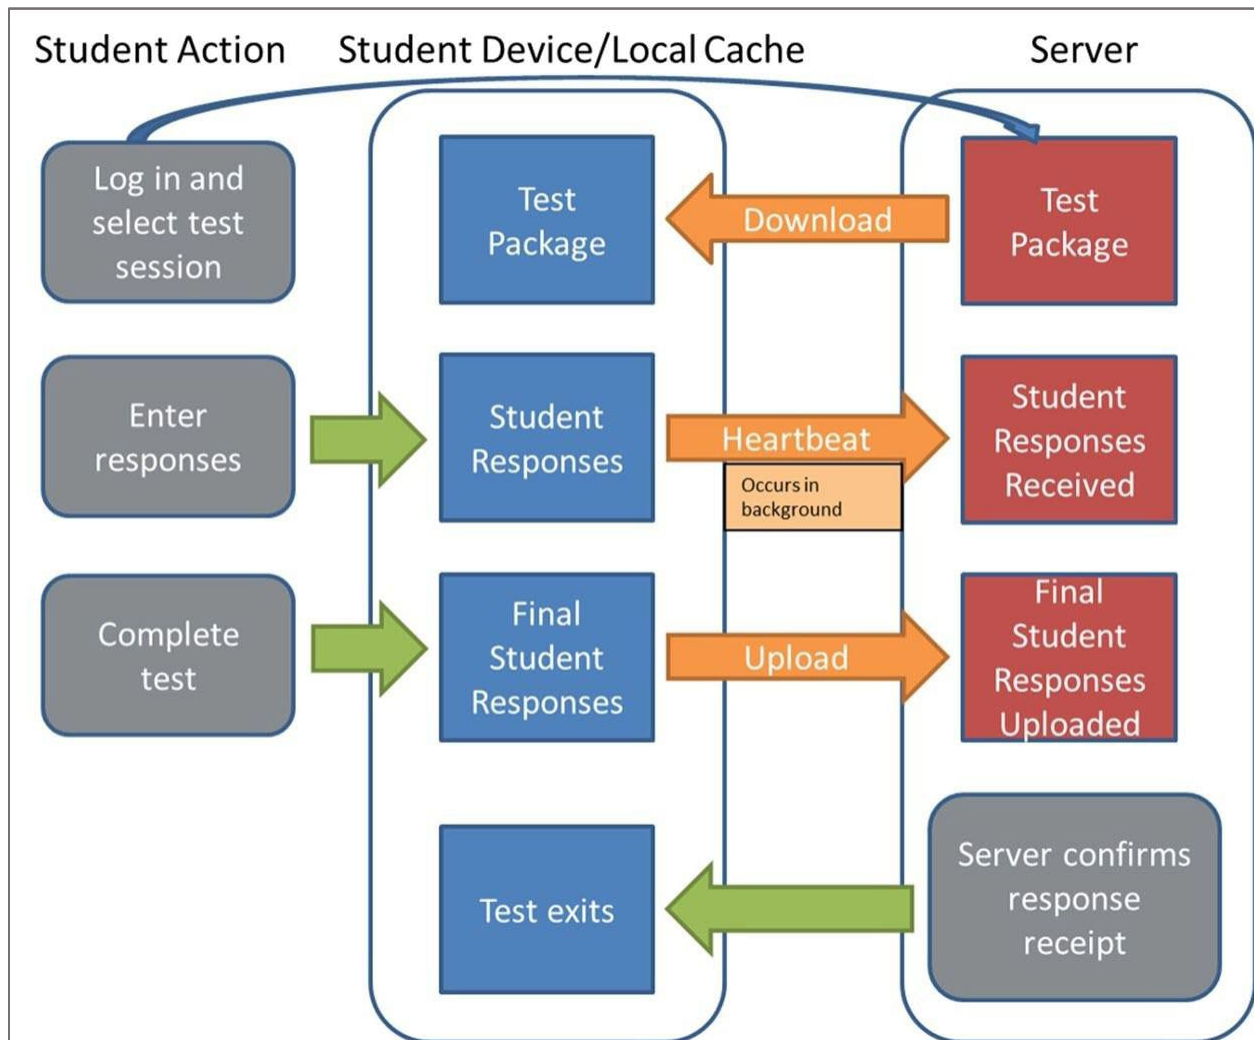 Student Action
Student Device/Local Cache
Server
Log in and
select test
session
Test
Package
Download
Test
Package
Enter
responses
Student
Responses
Heartbeat
Occurs in
background
Student
Responses
Received
Complete
test
Final
Student
Responses
Upload
Final
Student
Responses
Uploaded
Test exits
Server confirms
response
receipt